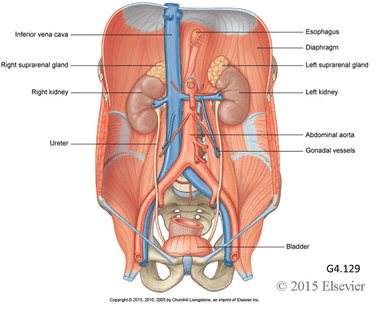 Esophagus
Inferior vena cava
Diaphragm
Right suprarenal gland
Left suprarenal gland
Right kidney
Left kidney
Abdominal aorta
Ureter
Gonadal vessels
Bladder
G4.129
© 2015 Elsevier
Copyright © 2015, 2010, 2005 by Churchill Livingstone, an imprint of Elsevier Inc.